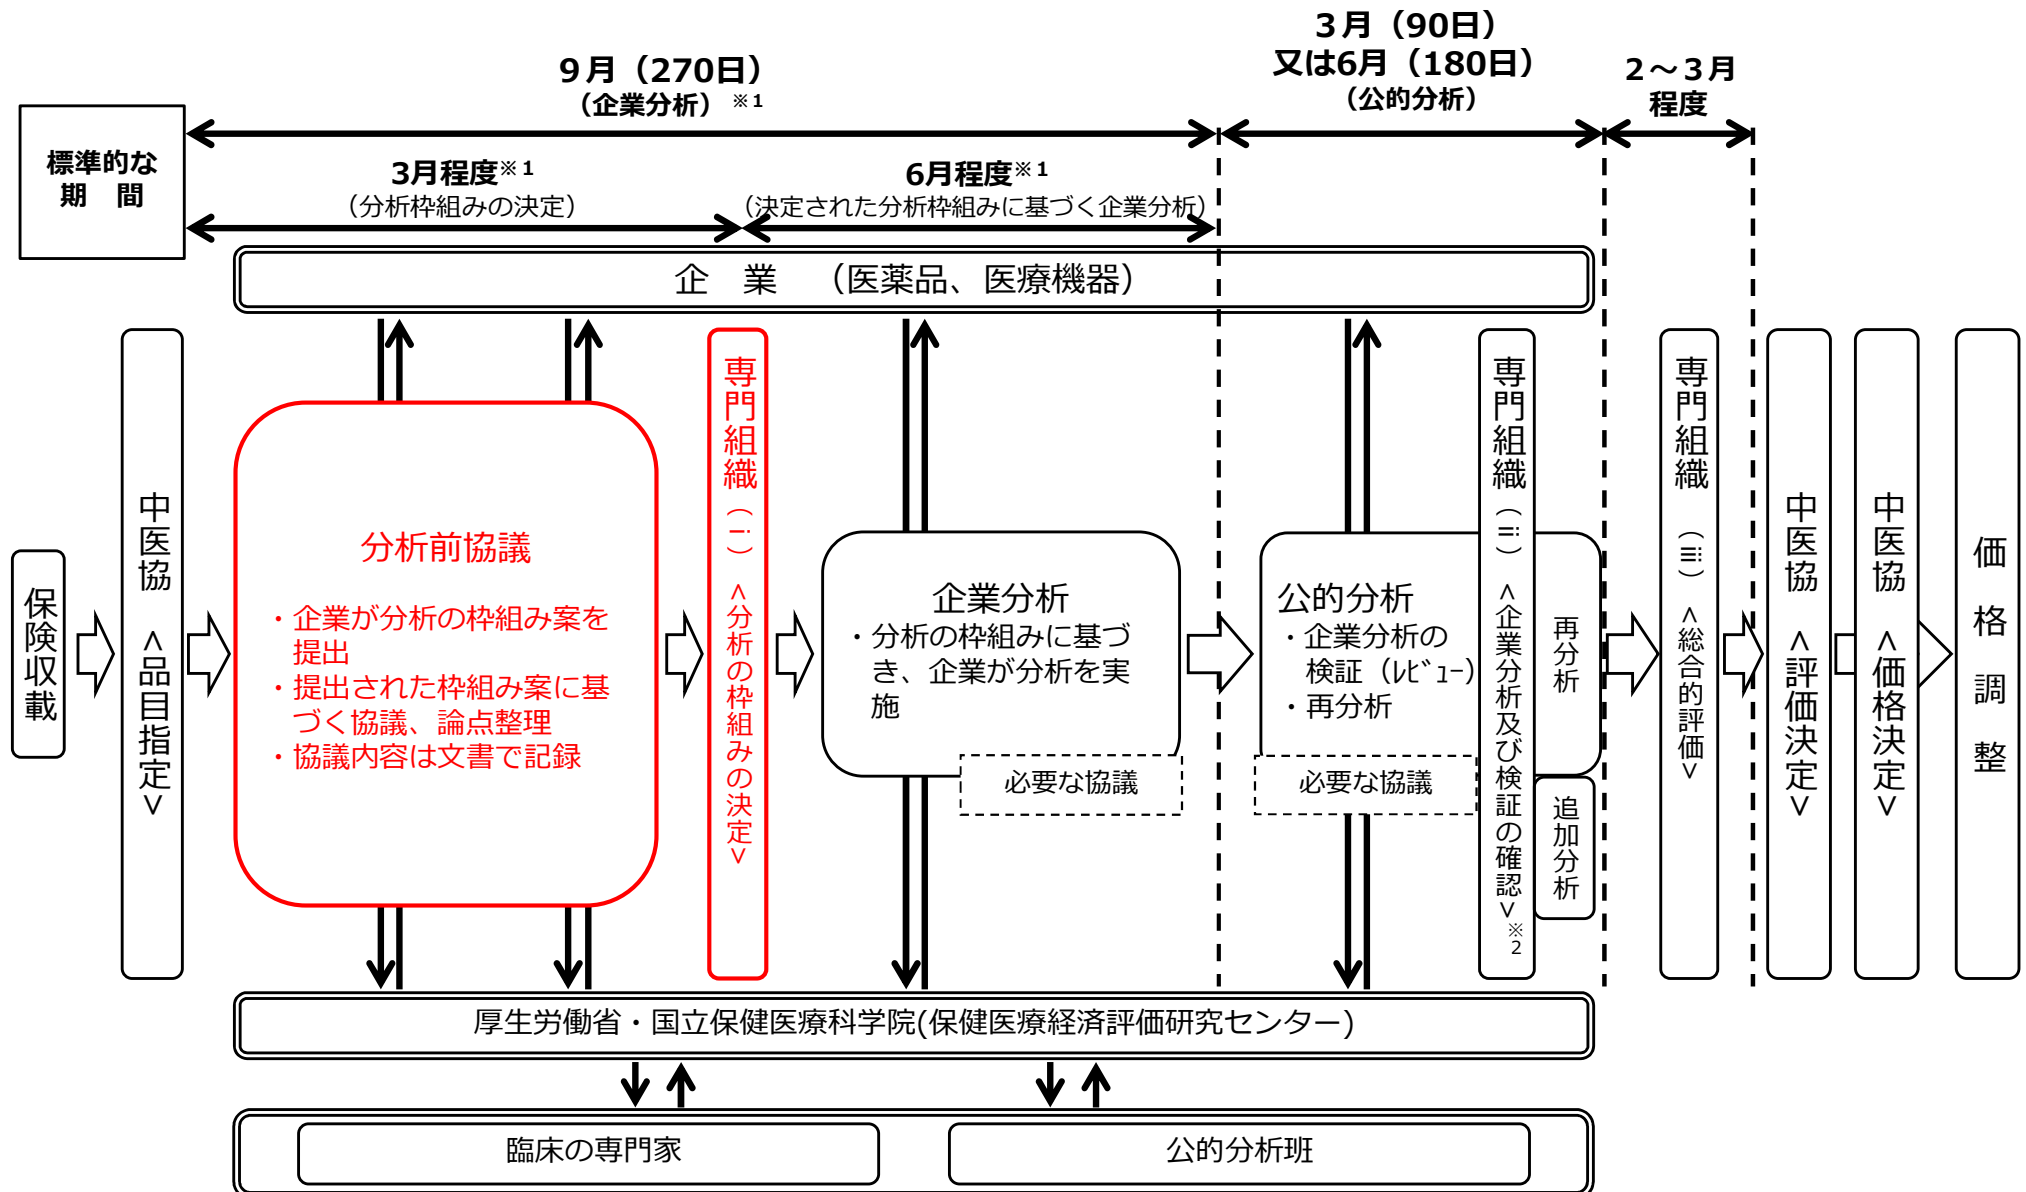 ３月（90日）
又は6月（180日）
（公的分析）
９月（270日）
（企業分析）※１
２～３月
程度
標準的な
期　間
3月程度※１
（分析枠組みの決定）
6月程度※１
（決定された分析枠組みに基づく企業分析）
企　業　（医薬品、医療機器）
保険収載
中医協　<品目指定>
分析前協議
・企業が分析の枠組み案を
提出
・提出された枠組み案に基
づく協議、論点整理
・協議内容は文書で記録
専門組織（ⅰ）<分析の枠組みの決定>
企業分析
・分析の枠組みに基づ
き、企業が分析を実
施
必要な協議
公的分析
・企業分析の
検証（ﾚﾋﾞｭｰ）
・再分析
必要な協議
専門組織（ⅱ）<企業分析及び検証の確認>※2
再分析
追加分析
専門組織　（ⅲ）<総合的評価>
中医協　<評価決定>
中医協　<価格決定>
価格調整
厚生労働省・国立保健医療科学院(保健医療経済評価研究センター)
臨床の専門家
公的分析班